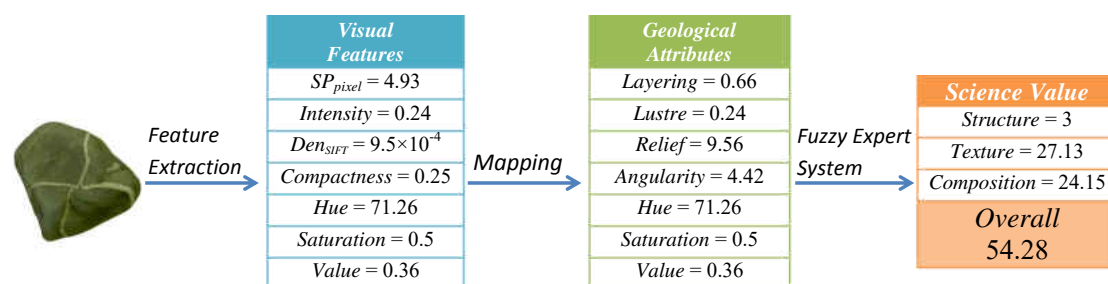 Feature
Extraction
Visual
Features
SP_pixel = 4.93
Intensity = 0.24
Den_SIFT = 9.5×10⁻⁴
Compactness = 0.25
Hue = 71.26
Saturation = 0.5
Value = 0.36
Mapping
Geological
Attributes
Layering = 0.66
Lustre = 0.24
Relief = 9.56
Angularity = 4.42
Hue = 71.26
Saturation = 0.5
Value = 0.36
Fuzzy Expert
System
Science Value
Structure = 3
Texture = 27.13
Composition = 24.15
Overall
54.28